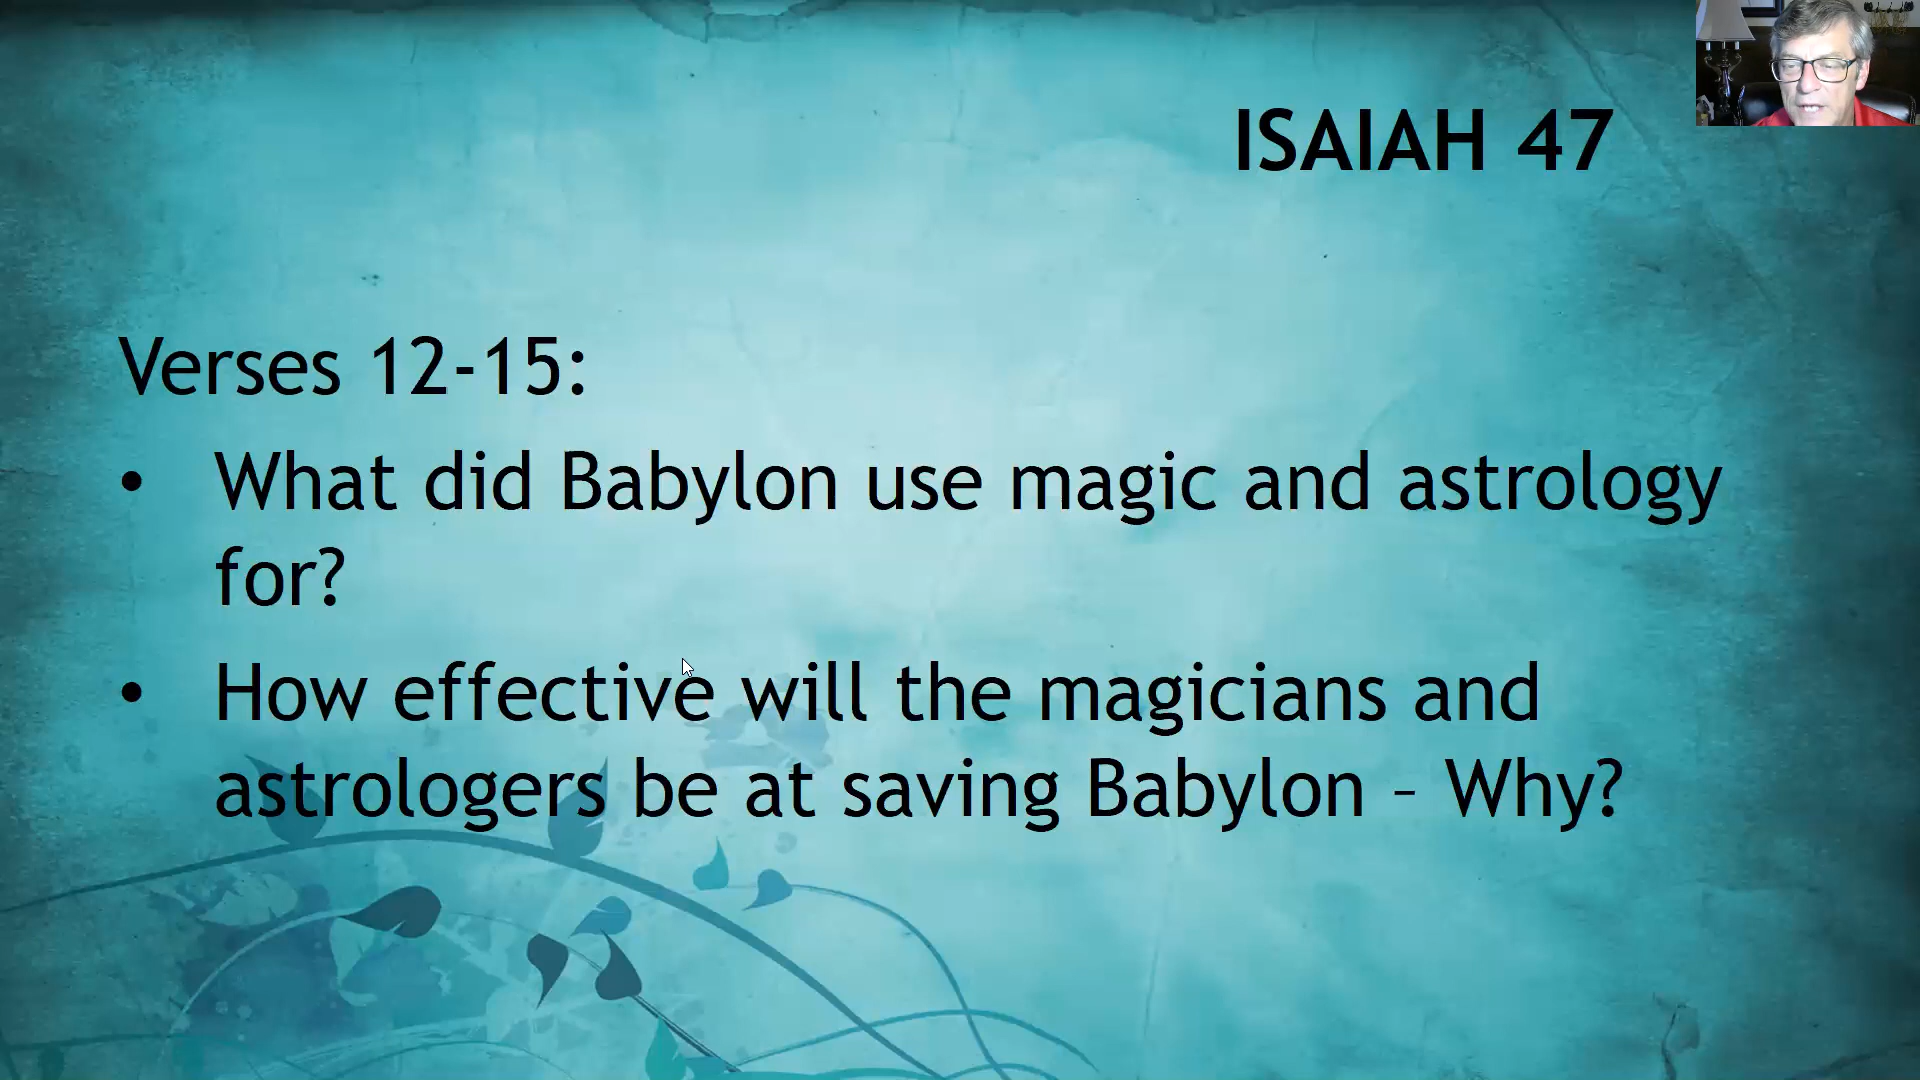 ISAIAH 47
Verses 12-15:
• What did Babylon use magic and astrology
for?
• How effective will the magicians and
astrologers be at saving Babylon – Why?